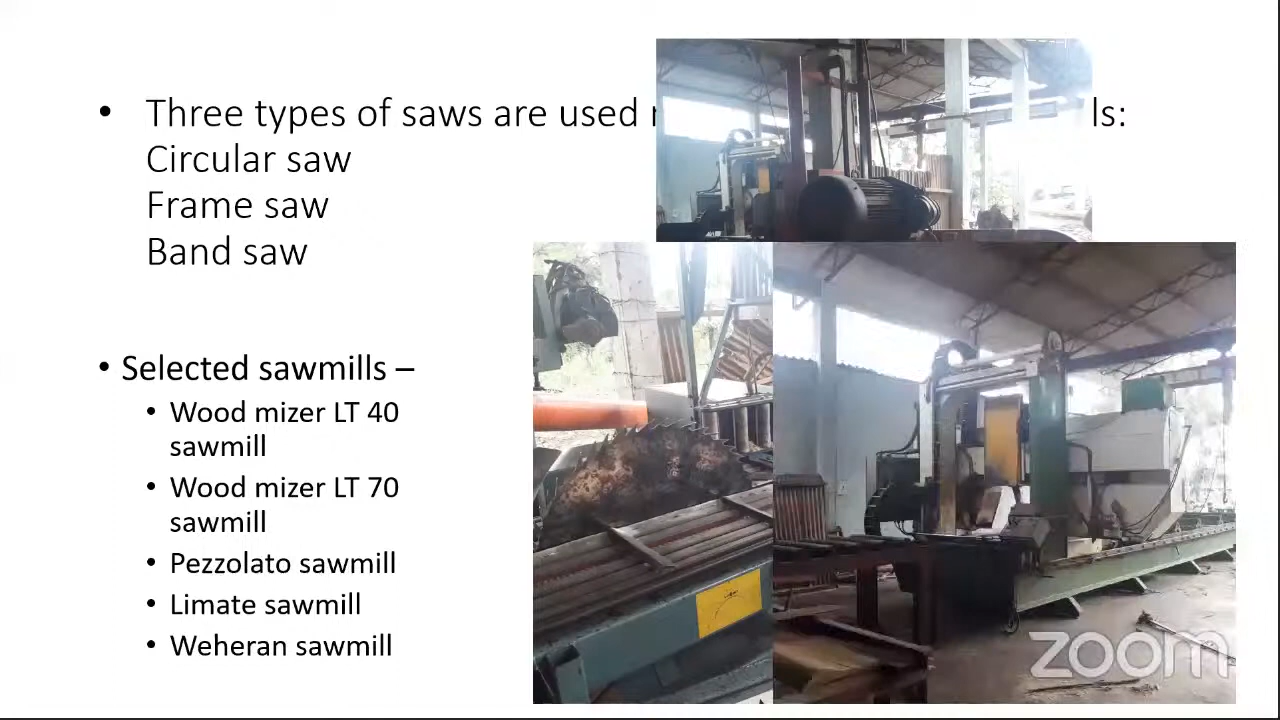 • Three types of saws are used ls:
Circular saw
Frame saw
Band saw
• Selected sawmills –
• Wood mizer LT 40
sawmill
• Wood mizer LT 70
sawmill
• Pezzolato sawmill
• Limate sawmill
• Weheran sawmill
zoom